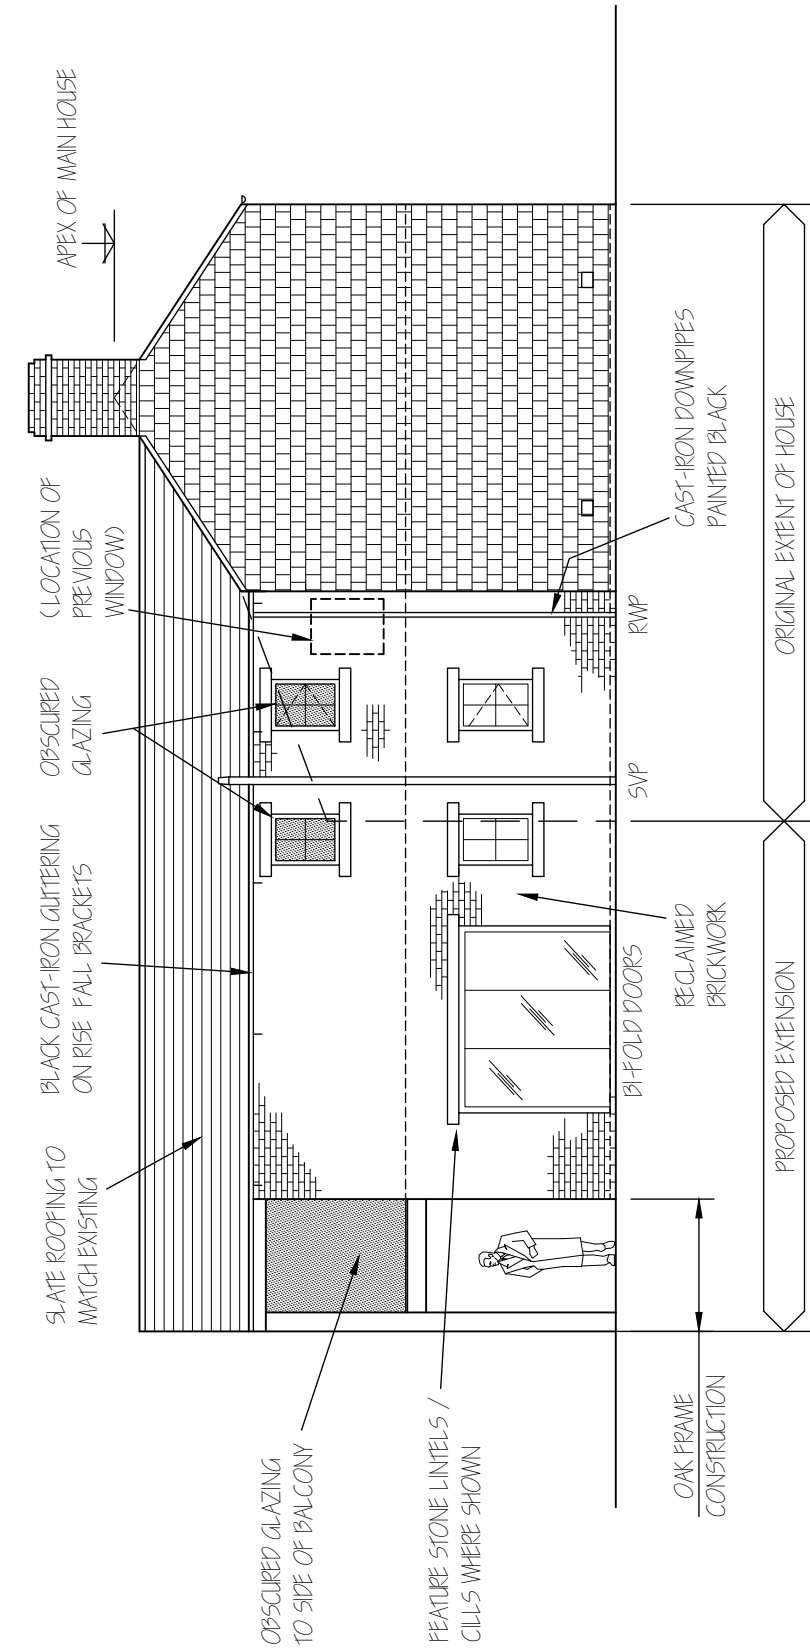 APEX OF MAIN HOUSE
(LOCATION OF
PREVIOUS
WINDOW)
OBSCURED
GLAZING
BLACK CAST-IRON GUTTERING
ON RISE FALL BRACKETS
SLATE ROOFING TO
MATCH EXISTING
OBSCURED GLAZING
TO SIDE OF BALCONY
FEATURE STONE LINTELS /
CILLS WHERE SHOWN
BI-FOLD DOORS
SVP
RWP
OAK FRAME
CONSTRUCTION
RECLAIMED
BRICKWORK
CAST-IRON DOWNPIPES
PAINTED BLACK
PROPOSED EXTENSION
ORIGINAL EXTENT OF HOUSE